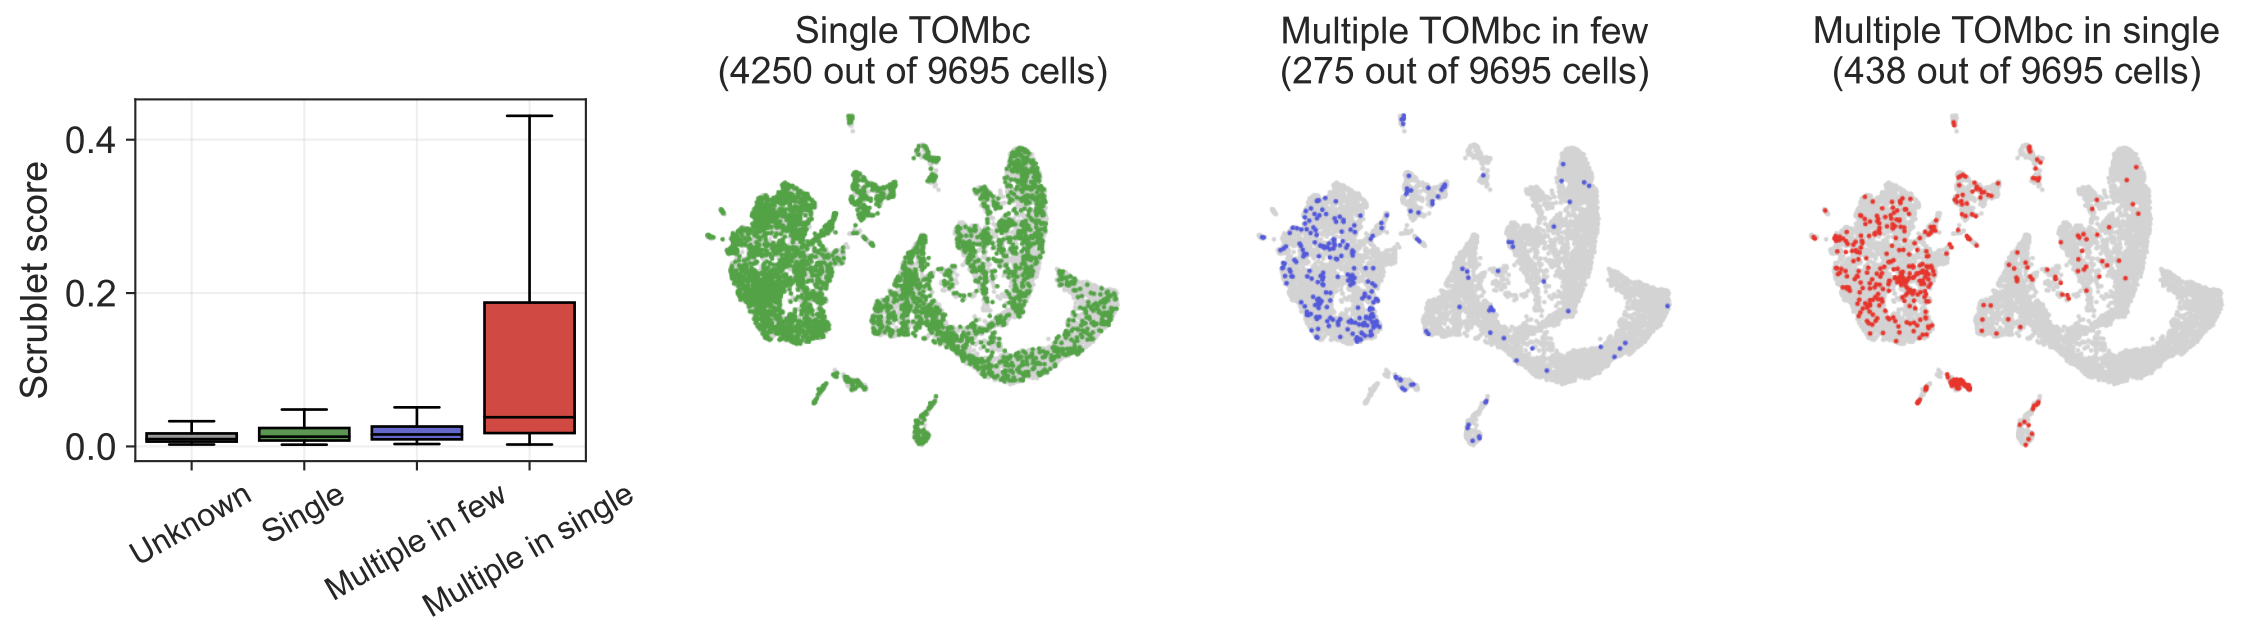 Scrublet score
0.4
0.2
0.0
Unknown
Single
Multiple in few
Multiple in single
Single TOMbc
(4250 out of 9695 cells)
Multiple TOMbc in few
(275 out of 9695 cells)
Multiple TOMbc in single
(438 out of 9695 cells)